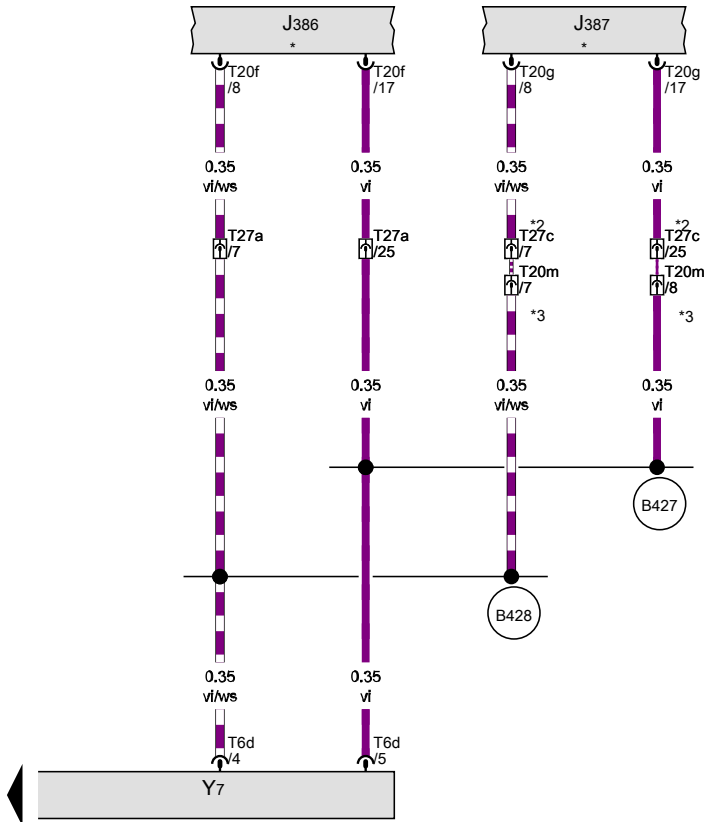 J386
*
J387
*
T20f
/8
T20f
/17
T20g
/8
T20g
/17
0.35
vi/ws
0.35
vi
0.35
vi/ws
0.35
vi
*2
*2
T27a
/7
T27a
/25
T27c
/7
T27c
/25
T20m
/7
T20m
/8
*3
*3
0.35
vi/ws
0.35
vi
0.35
vi/ws
0.35
vi
B427
B428
0.35
vi/ws
0.35
vi
T6d
/4
T6d
/5
Y7